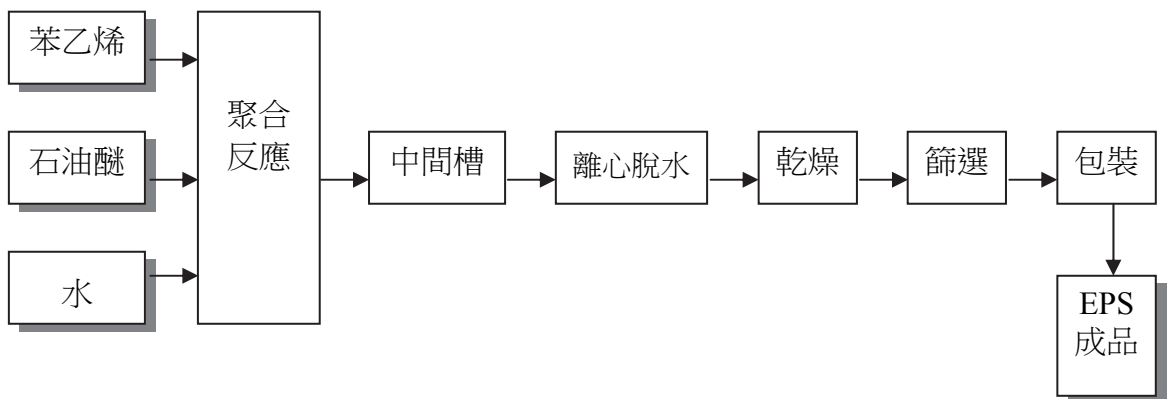 苯乙烯
石油醚
水
聚合
反應
中間槽
離心脫水
乾燥
篩選
包裝
EPS
成品